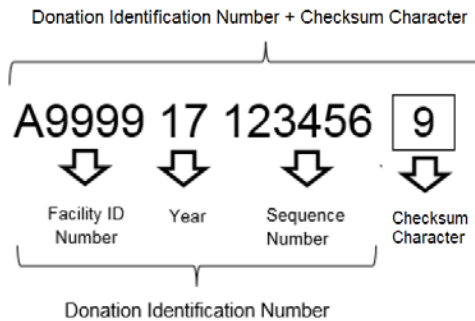 Donation Identification Number + Checksum Character
A9999 17 123456 9
Facility ID Number
Year
Sequence Number
Checksum Character
Donation Identification Number